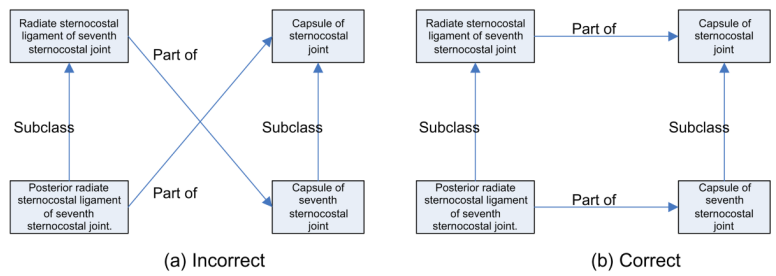 Radiate sternocostal
ligament of seventh
sternocostal joint
Capsule of
sternocostal
joint
Part of
Subclass
Subclass
Part of
Posterior radiate
sternocostal ligament
of seventh
sternocostal joint.
Capsule of
seventh
sternocostal
joint
(a) Incorrect
Radiate sternocostal
ligament of seventh
sternocostal joint
Part of
Capsule of
sternocostal
joint
Subclass
Subclass
Posterior radiate
sternocostal ligament
of seventh
sternocostal joint.
Part of
Capsule of
seventh
sternocostal
joint
(b) Correct